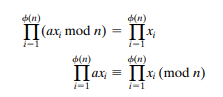 ∏_{i=1}^{ϕ(n)} (ax_i mod n) = ∏_{i=1}^{ϕ(n)} x_i
∏_{i=1}^{ϕ(n)} ax_i ≡ ∏_{i=1}^{ϕ(n)} x_i (mod n)